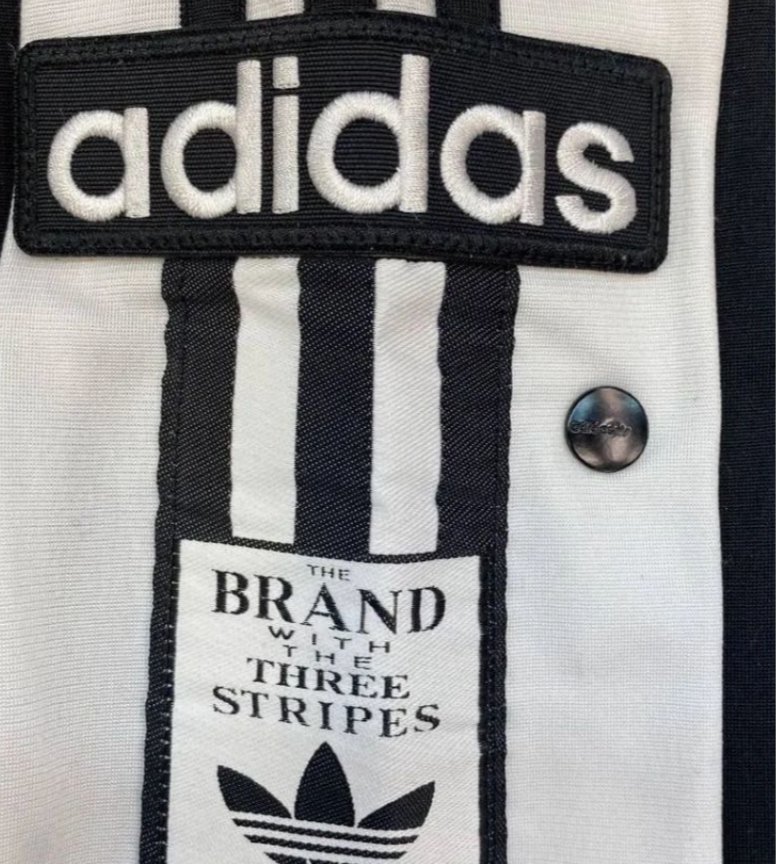 adidas
THE
BRAND
WITH
THE
THREE
STRIPES